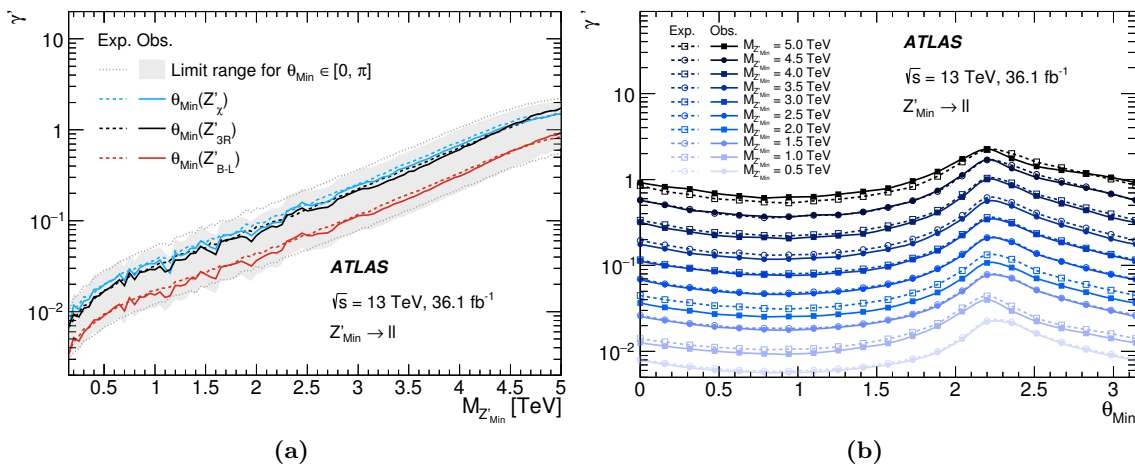 γ'
10
1
10⁻¹
10⁻²
Exp. Obs.
Limit range for θ_Min ∈ [0, π]
θ_Min(Z'_χ)
θ_Min(Z'_3R)
θ_Min(Z'_B-L)
ATLAS
√s = 13 TeV, 36.1 fb⁻¹
Z'_Min → ll
0.5 1 1.5 2 2.5 3 3.5 4 4.5 5
M_Z'_Min [TeV]
(a)
γ'
10
1
10⁻¹
10⁻²
Exp. Obs.
M_Z'_Min = 5.0 TeV
M_Z'_Min = 4.5 TeV
M_Z'_Min = 4.0 TeV
M_Z'_Min = 3.5 TeV
M_Z'_Min = 3.0 TeV
M_Z'_Min = 2.5 TeV
M_Z'_Min = 2.0 TeV
M_Z'_Min = 1.5 TeV
M_Z'_Min = 1.0 TeV
M_Z'_Min = 0.5 TeV
ATLAS
√s = 13 TeV, 36.1 fb⁻¹
Z'_Min → ll
0 0.5 1 1.5 2 2.5 3
θ_Min
(b)